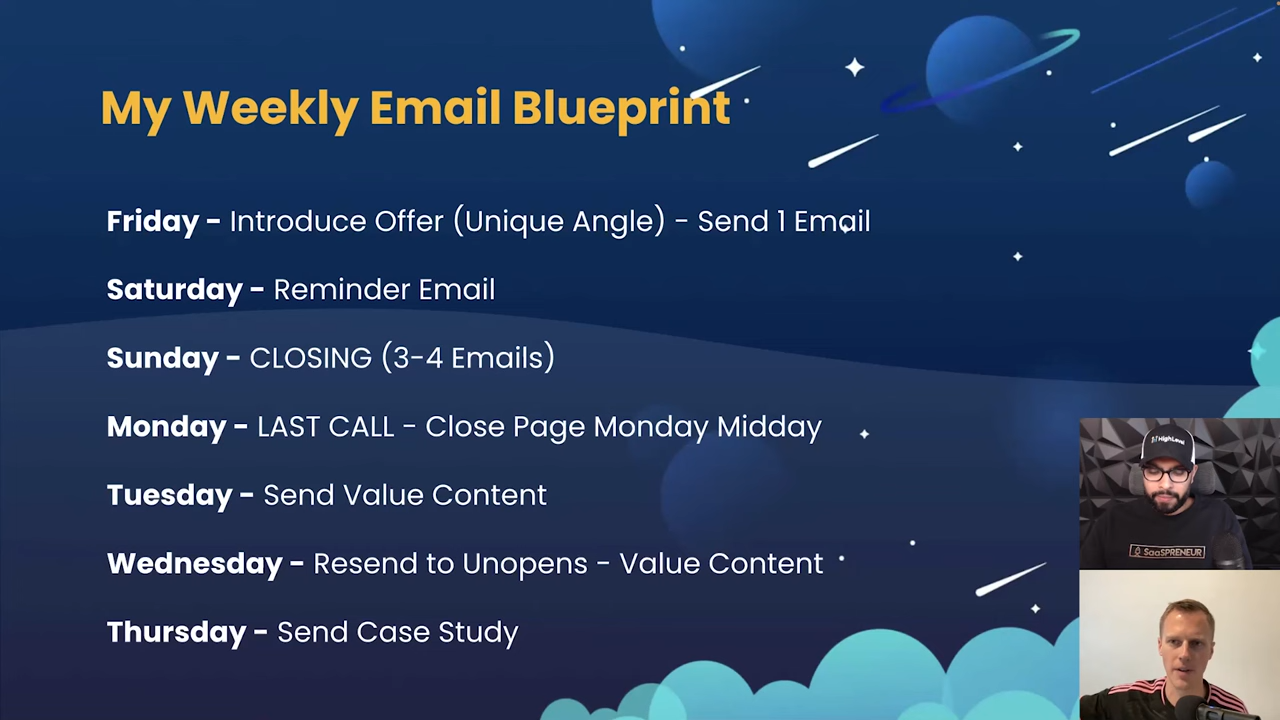 My Weekly Email Blueprint
Friday - Introduce Offer (Unique Angle) - Send 1 Email
Saturday - Reminder Email
Sunday - CLOSING (3-4 Emails)
Monday - LAST CALL - Close Page Monday Midday
Tuesday - Send Value Content
Wednesday - Resend to Unopens - Value Content
Thursday - Send Case Study
HighLevel
SaaSPRENEUR